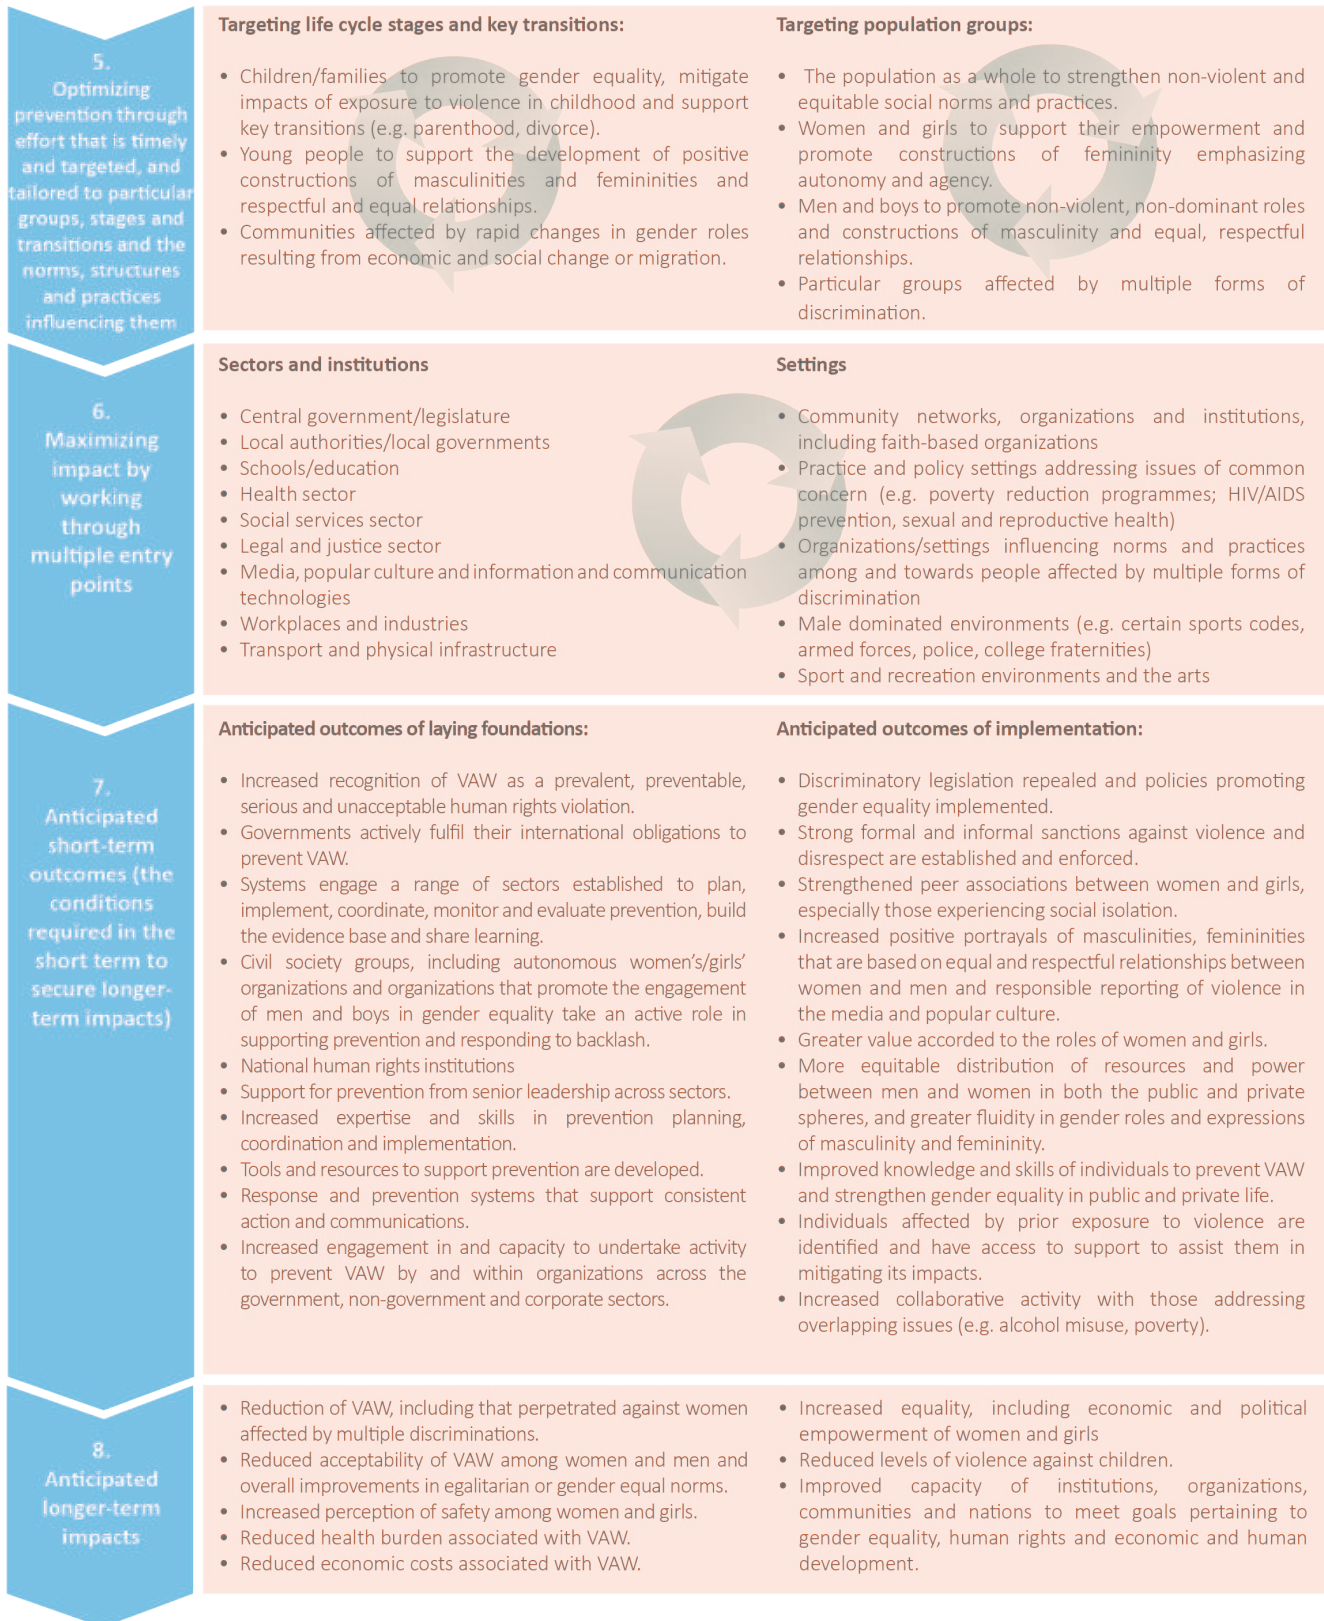 5.
Optimizing
prevention through
effort that is timely
and targeted, and
tailored to particular
groups, stages and
transitions and the
norms, structures
and practices
influencing them
Targeting life cycle stages and key transitions:
• Children/families to promote gender equality, mitigate
impacts of exposure to violence in childhood and support
key transitions (e.g. parenthood, divorce).
• Young people to support the development of positive
constructions of masculinities and femininities and
respectful and equal relationships.
• Communities affected by rapid changes in gender roles
resulting from economic and social change or migration.
Targeting population groups:
• The population as a whole to strengthen non-violent and
equitable social norms and practices.
• Women and girls to support their empowerment and
promote constructions of femininity emphasizing
autonomy and agency.
• Men and boys to promote non-violent, non-dominant roles
and constructions of masculinity and equal, respectful
relationships.
• Particular groups affected by multiple forms of
discrimination.
6.
Maximizing
impact by
working
through
multiple entry
points
Sectors and institutions
• Central government/legislature
• Local authorities/local governments
• Schools/education
• Health sector
• Social services sector
• Legal and justice sector
• Media, popular culture and information and communication
technologies
• Workplaces and industries
• Transport and physical infrastructure
Settings
• Community networks, organizations and institutions,
including faith-based organizations
• Practice and policy settings addressing issues of common
concern (e.g. poverty reduction programmes; HIV/AIDS
prevention, sexual and reproductive health)
• Organizations/settings influencing norms and practices
among and towards people affected by multiple forms of
discrimination
• Male dominated environments (e.g. certain sports codes,
armed forces, police, college fraternities)
• Sport and recreation environments and the arts
7.
Anticipated
short-term
outcomes (the
conditions
required in the
short term to
secure longer-
term impacts)
Anticipated outcomes of laying foundations:
• Increased recognition of VAW as a prevalent, preventable,
serious and unacceptable human rights violation.
• Governments actively fulfil their international obligations to
prevent VAW.
• Systems engage a range of sectors established to plan,
implement, coordinate, monitor and evaluate prevention, build
the evidence base and share learning.
• Civil society groups, including autonomous women's/girls'
organizations and organizations that promote the engagement
of men and boys in gender equality take an active role in
supporting prevention and responding to backlash.
• National human rights institutions
• Support for prevention from senior leadership across sectors.
• Increased expertise and skills in prevention planning,
coordination and implementation.
• Tools and resources to support prevention are developed.
• Response and prevention systems that support consistent
action and communications.
• Increased engagement in and capacity to undertake activity
to prevent VAW by and within organizations across the
government, non-government and corporate sectors.
Anticipated outcomes of implementation:
• Discriminatory legislation repealed and policies promoting
gender equality implemented.
• Strong formal and informal sanctions against violence and
disrespect are established and enforced.
• Strengthened peer associations between women and girls,
especially those experiencing social isolation.
• Increased positive portrayals of masculinities, femininities
that are based on equal and respectful relationships between
women and men and responsible reporting of violence in
the media and popular culture.
• Greater value accorded to the roles of women and girls.
• More equitable distribution of resources and power
between men and women in both the public and private
spheres, and greater fluidity in gender roles and expressions
of masculinity and femininity.
• Improved knowledge and skills of individuals to prevent VAW
and strengthen gender equality in public and private life.
• Individuals affected by prior exposure to violence are
identified and have access to support to assist them in
mitigating its impacts.
• Increased collaborative activity with those addressing
overlapping issues (e.g. alcohol misuse, poverty).
8.
Anticipated
longer-term
impacts
• Reduction of VAW, including that perpetrated against women
affected by multiple discriminations.
• Reduced acceptability of VAW among women and men and
overall improvements in egalitarian or gender equal norms.
• Increased perception of safety among women and girls.
• Reduced health burden associated with VAW.
• Reduced economic costs associated with VAW.
• Increased equality, including economic and political
empowerment of women and girls
• Reduced levels of violence against children.
• Improved capacity of institutions, organizations,
communities and nations to meet goals pertaining to
gender equality, human rights and economic and human
development.